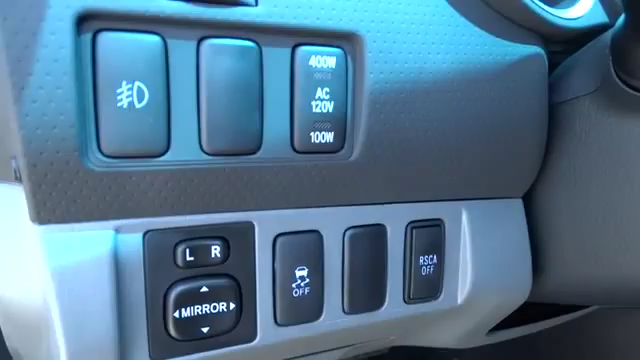 400W
AC
120V
100W
L R
MIRROR
OFF
RSCA
OFF